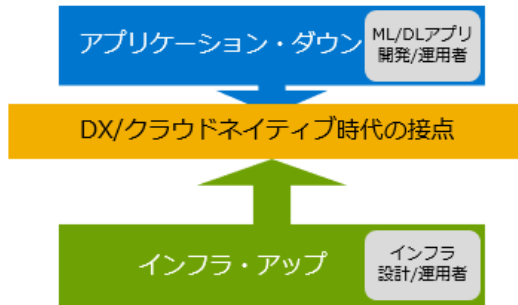 アプリケーション・ダウン
ML/DLアプリ
開発/運用者
DX/クラウドネイティブ時代の接点
インフラ・アップ
インフラ
設計/運用者